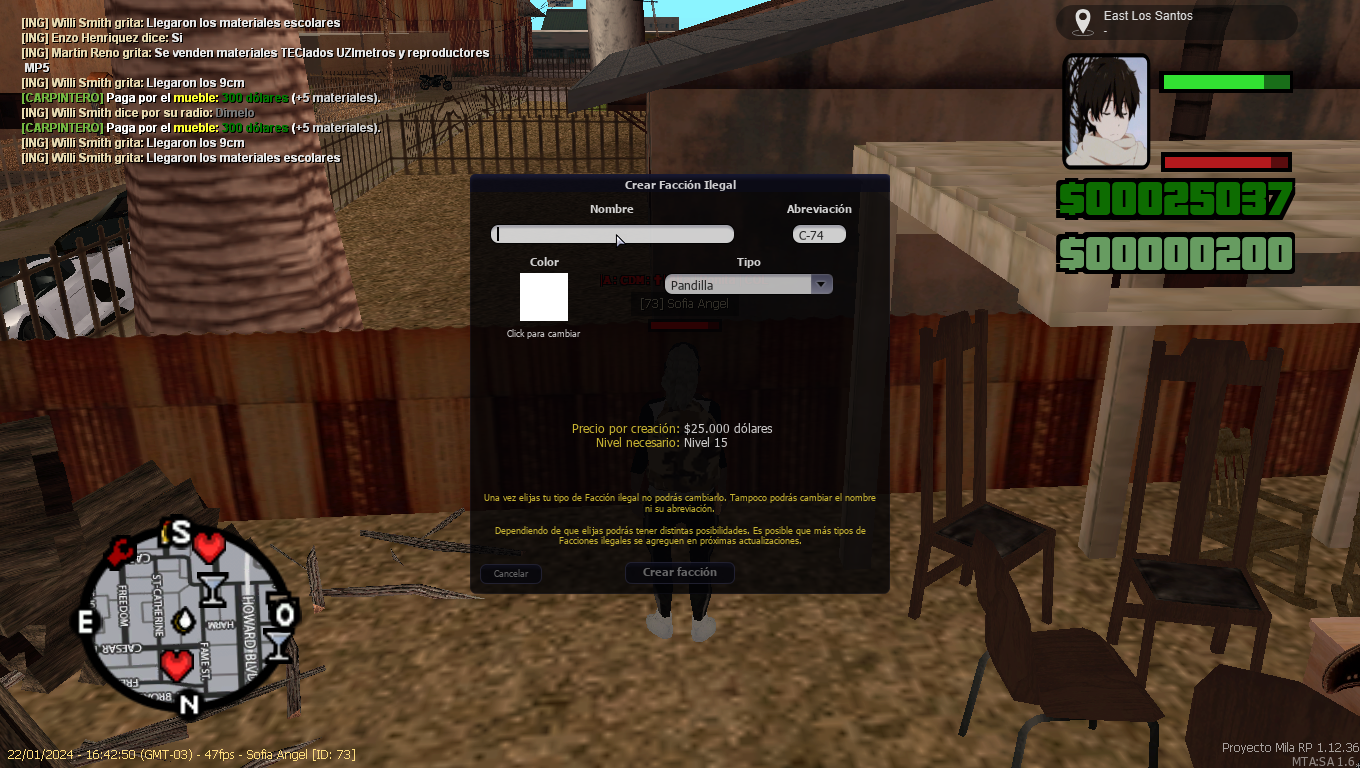 [ING] Willi Smith grita: Llegaron los materiales escolares
[ING] Enzo Henriquez dice: Si
[ING] Martin Reno grita: Se venden materiales TEClados UZImetros y reproductores
MP5
[ING] Willi Smith grita: Llegaron los 9cm
[CARPINTERO] Paga por el mueble: 300 dólares (+5 materiales).
[ING] Willi Smith dice por su radio: Dimelo
[CARPINTERO] Paga por el mueble: 300 dólares (+5 materiales).
[ING] Willi Smith grita: Llegaron los 9cm
[ING] Willi Smith grita: Llegaron los materiales escolares
East Los Santos
-
$00025037
$00000200
Crear Facción Ilegal
Nombre
Abreviación
C-74
Color
Tipo
Pandilla
[73] Sofia Angel
Click para cambiar
Precio por creación: $25.000 dólares
Nivel necesario: Nivel 15
Una vez elijas tu tipo de Facción ilegal no podrás cambiarlo. Tampoco podrás cambiar el nombre
ni su abreviación.
Dependiendo de que elijas podrás tener distintas posibilidades. Es posible que más tipos de
Facciones ilegales se agreguen en próximas actualizaciones.
Cancelar
Crear facción
S
E
O
N
FREEDOM
ST-CATHERINE
HARM
HOWARD BLVD
CAESAR
FAME ST.
22/01/2024 - 16:42:50 (GMT-03) - 47fps - Sofia Angel [ID: 73]
Proyecto Mila RP 1.12.36
MTA:SA 1.6.